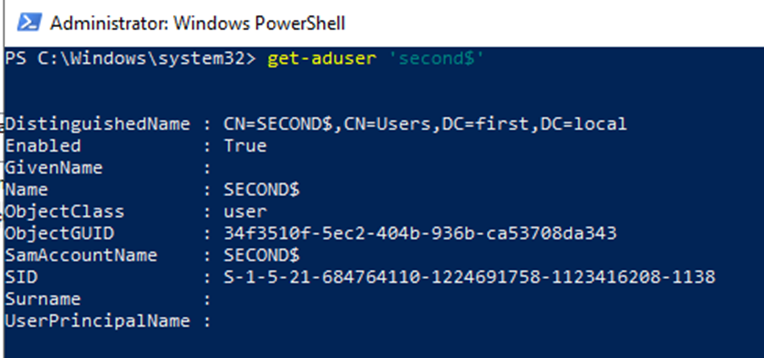 Administrator: Windows PowerShell
PS C:\Windows\system32> get-aduser 'second$'
DistinguishedName : CN=SECOND$,CN=Users,DC=first,DC=local
Enabled : True
GivenName :
Name : SECOND$
ObjectClass : user
ObjectGUID : 34f3510f-5ec2-404b-936b-ca53708da343
SamAccountName : SECOND$
SID : S-1-5-21-684764110-1224691758-1123416208-1138
Surname :
UserPrincipalName :